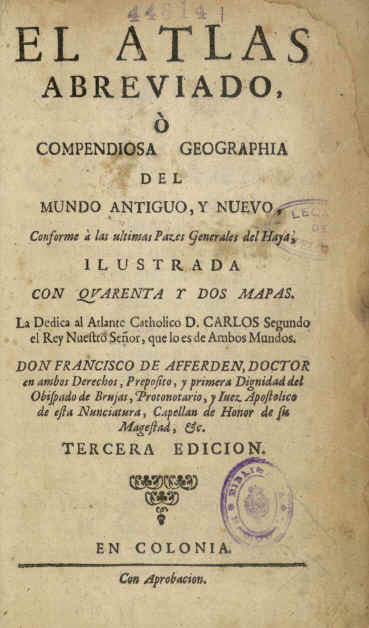 44814
EL ATLAS
ABREVIADO,
Ò
COMPENDIOSA GEOGRAPHIA
DEL
MUNDO ANTIGUO, Y NUEVO,
Conforme à las ultimas Pazes Generales del Haya,
ILUSTRADA
CON QVARENTA Y DOS MAPAS.
La Dedica al Atlante Catholico D. CARLOS Segundo
el Rey Nuestro Señor, que lo es de Ambos Mundos.
DON FRANCISCO DE AFFERDEN, DOCTOR
en ambos Derechos, Preposito, y primera Dignidad del
Obispado de Brujas, Protonotario, y Iuez Apostolico
de esta Nunciatura, Capellan de Honor de su
Magestad, &c.
TERCERA EDICION.
EN COLONIA.
Con Aprobacion.